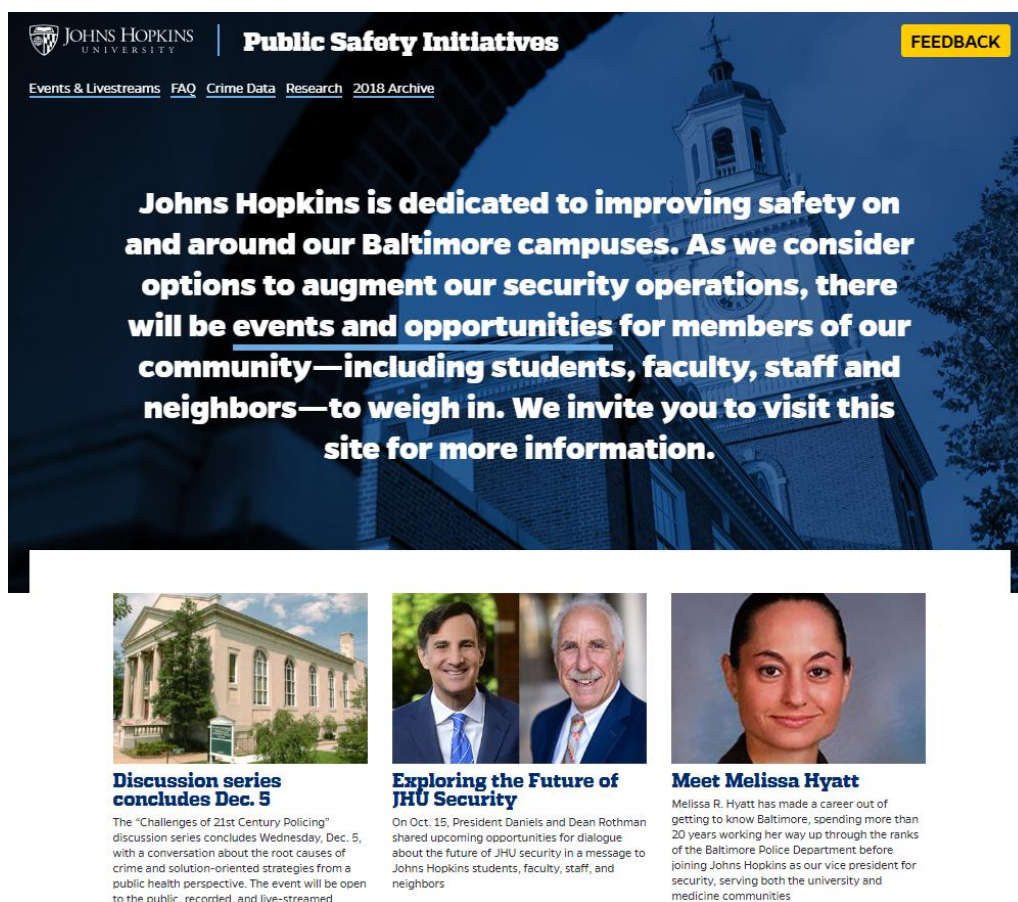 JOHNS HOPKINS
UNIVERSITY
Public Safety Initiatives
FEEDBACK
Events & Livestreams FAQ Crime Data Research 2018 Archive
Johns Hopkins is dedicated to improving safety on
and around our Baltimore campuses. As we consider
options to augment our security operations, there
will be events and opportunities for members of our
community—including students, faculty, staff and
neighbors—to weigh in. We invite you to visit this
site for more information.
Discussion series
concludes Dec. 5
The “Challenges of 21st Century Policing”
discussion series concludes Wednesday, Dec. 5,
with a conversation about the root causes of
crime and solution-oriented strategies from a
public health perspective. The event will be open
to the public, recorded, and live-streamed
Exploring the Future of
JHU Security
On Oct. 15, President Daniels and Dean Rothman
shared upcoming opportunities for dialogue
about the future of JHU security in a message to
Johns Hopkins students, faculty, staff, and
neighbors
Meet Melissa Hyatt
Melissa R. Hyatt has made a career out of
getting to know Baltimore, spending more than
20 years working her way up through the ranks
of the Baltimore Police Department before
joining Johns Hopkins as our vice president for
security, serving both the university and
medicine communities